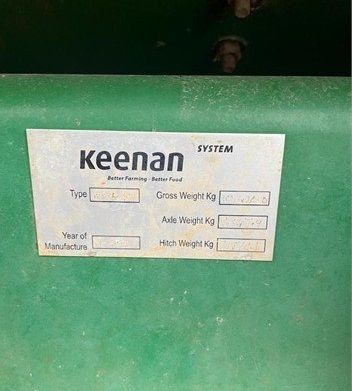 Keenan SYSTEM
Better Farming - Better Food
Type
Gross Weight Kg
Axle Weight Kg
Year of
Manufacture
Hitch Weight Kg